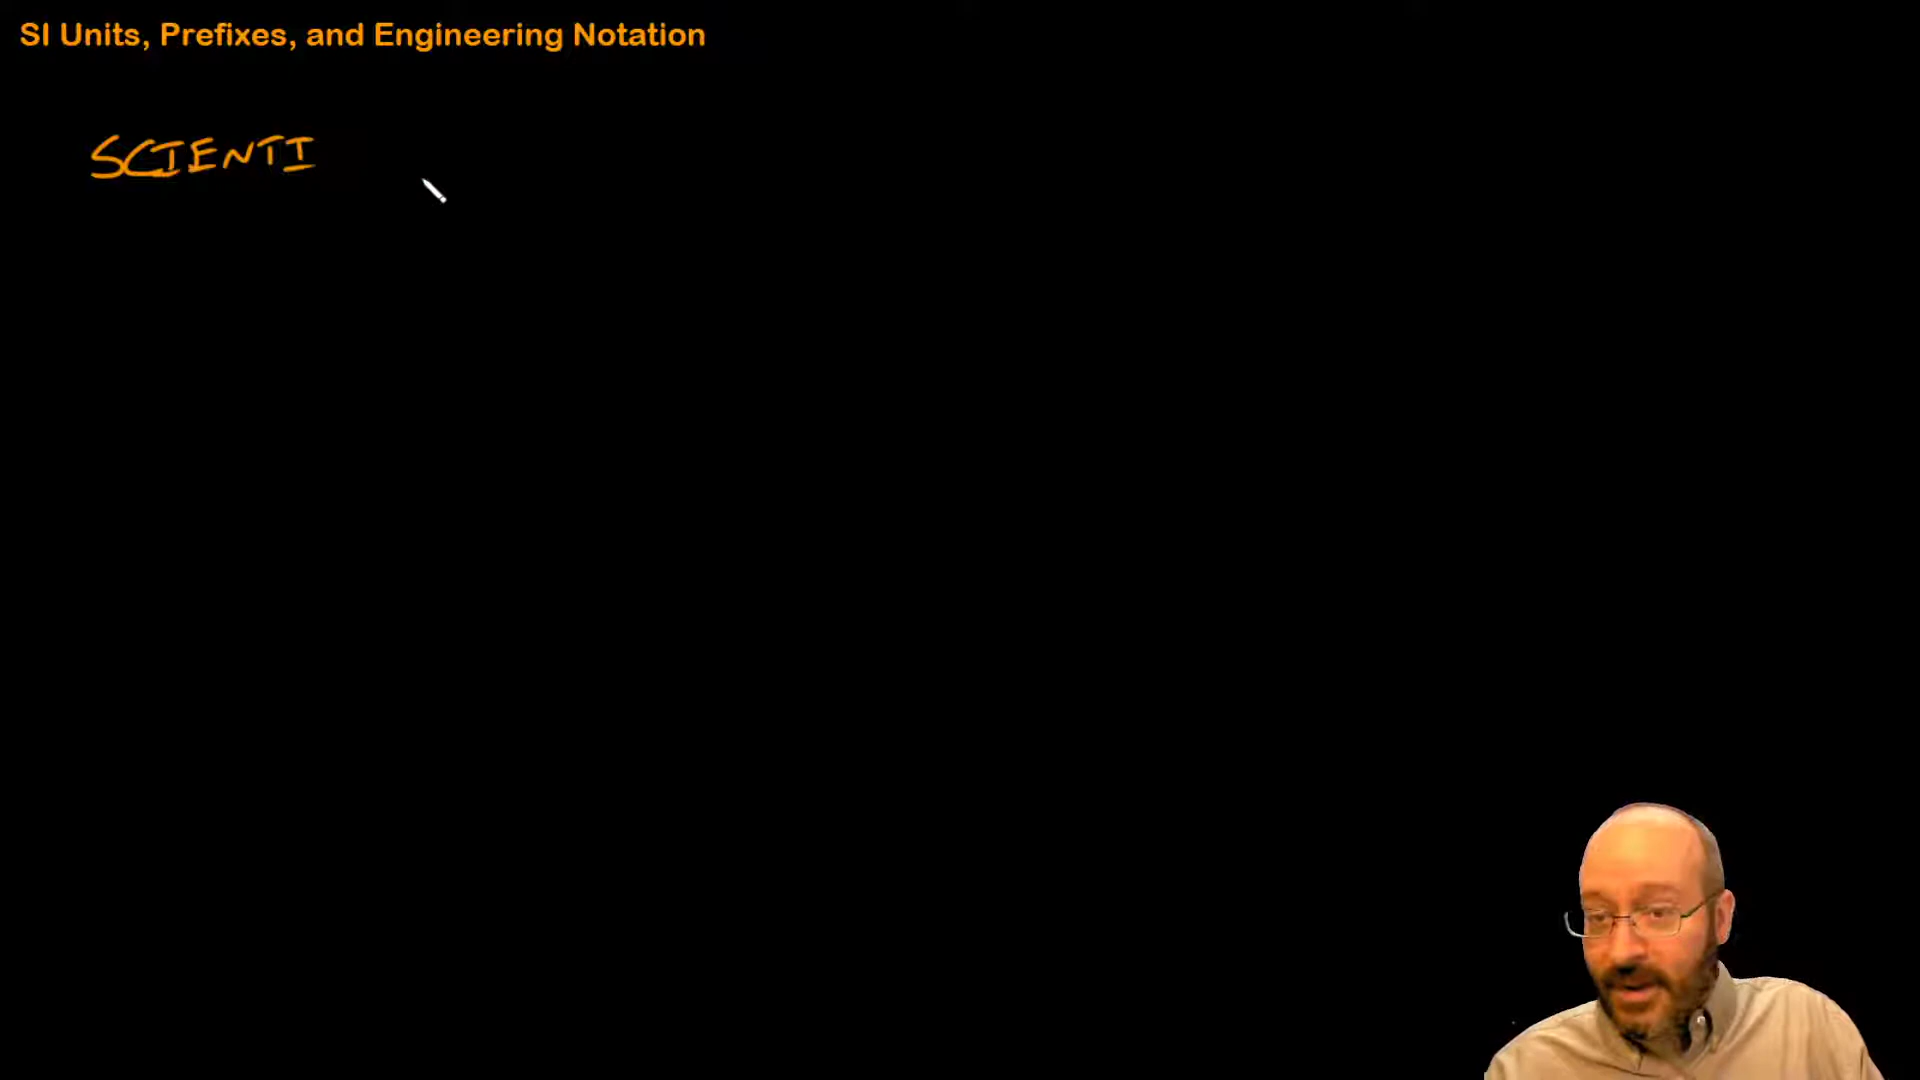 SI Units, Prefixes, and Engineering Notation
SCIENTI